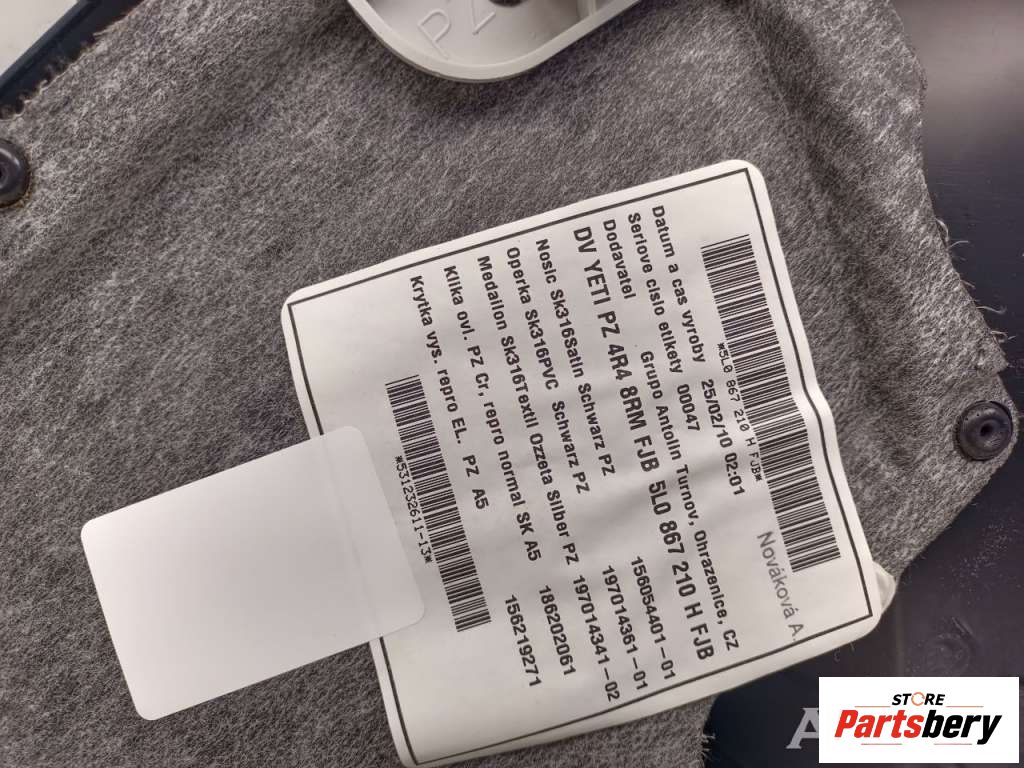 PZ
*5L0 867 210 H FJB*
Nováková A.
Datum a cas vyroby 25/02/10 02:01
Seriove cislo etikety 00047
Dodavatel Grupo Antolin Turnov, Ohrazenice, CZ
DV YETI PZ 4R4 8RM FJB 5L0 867 210 H FJB
Nosic Sk316Satin Schwarz PZ 156054401-01
Operka Sk316PVC Schwarz PZ 197014361-01
Medailon Sk316Textil Ozzeta Silber PZ 197014341-02
Klika ovl. PZ Cr, repro normal SK A5 186202061
Krytka vys. repro EL. PZ A5 156219271
*531232611-13*
STORE
Partsbery